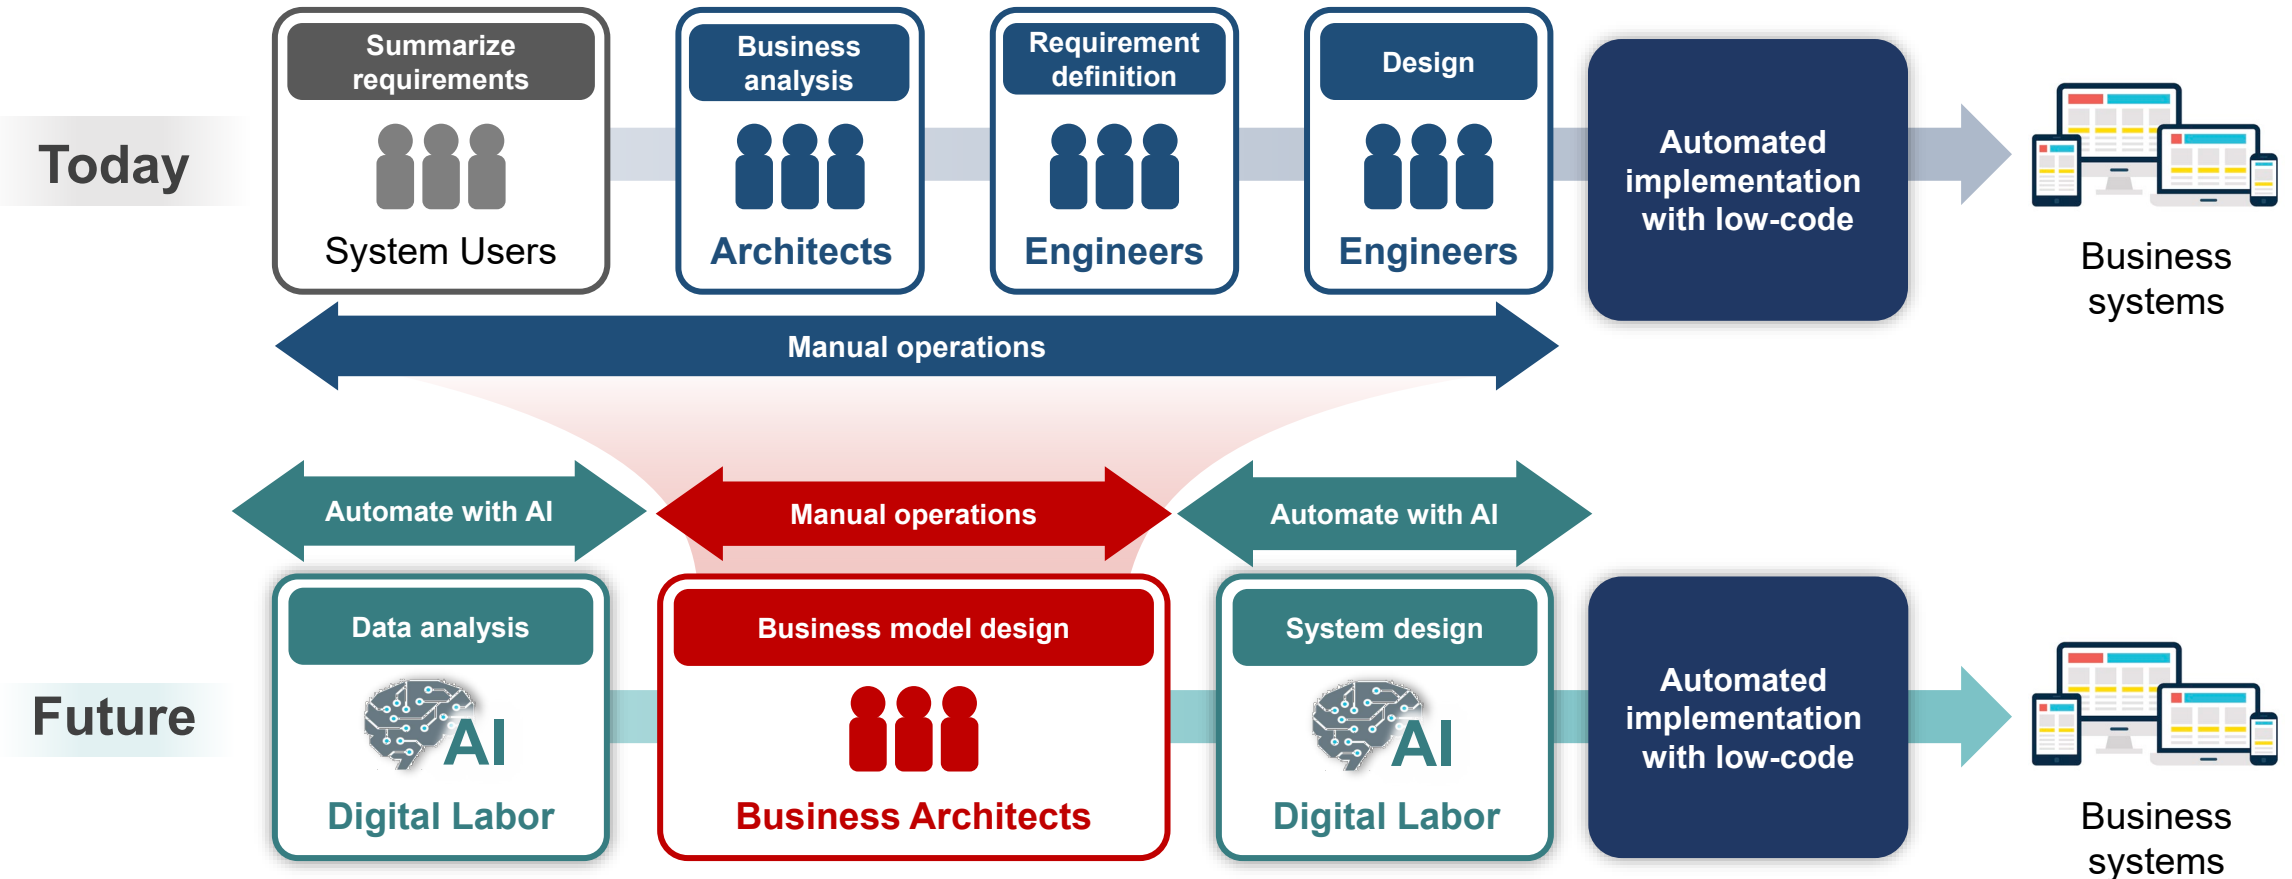 Today
Summarize
requirements
System Users
Business
analysis
Architects
Requirement
definition
Engineers
Design
Engineers
Automated
implementation
with low-code
Business
systems
Manual operations
Automate with AI
Manual operations
Automate with AI
Future
Data analysis
AI
Digital Labor
Business model design
Business Architects
System design
AI
Digital Labor
Automated
implementation
with low-code
Business
systems